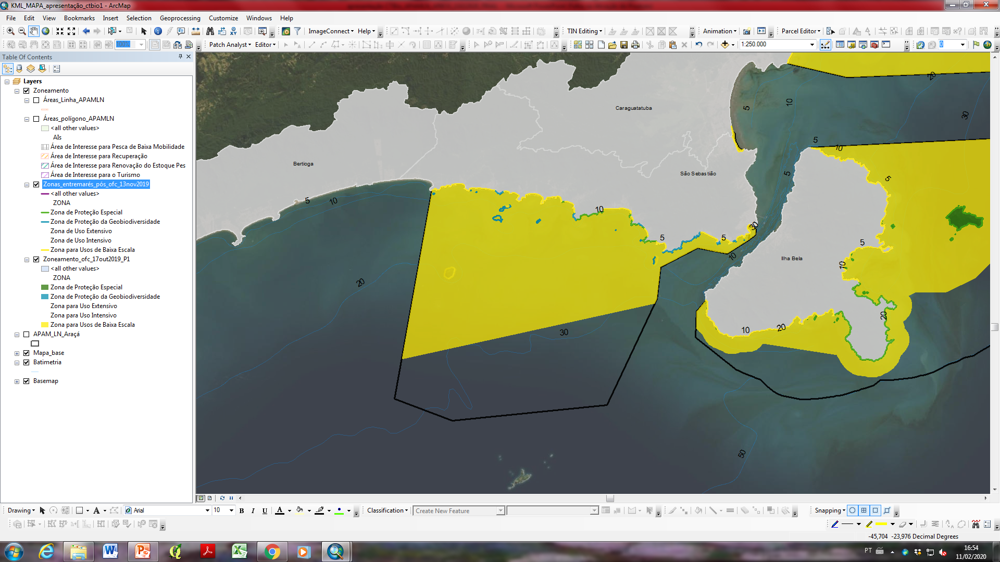 KML_MAPA_apresentação_ctbio1 - ArcMap
File Edit View Bookmarks Insert Selection Geoprocessing Customize Windows Help
ImageConnect Help TIN Editing Animation Parcel Editor
100% Patch Analyst Editor 1:250.000 0
Table Of Contents
Layers
Zoneamento
Áreas_Linha_APAMLN
Áreas_polígono_APAMLN
<all other values>
AIs
Área de Interesse para Pesca de Baixa Mobilidade
Área de Interesse para Recuperação
Área de Interesse para Renovação do Estoque Pes
Área de Interesse para o Turismo
Zonas_entremarés_pós_ofc_13nov2019
<all other values>
ZONA
Zona de Proteção Especial
Zona de Proteção da Geobiodiversidade
Zona de Uso Extensivo
Zona de Uso Intensivo
Zona para Usos de Baixa Escala
Zoneamento_ofc_17out2019_P1
<all other values>
ZONA
Zona de Proteção Especial
Zona de Proteção da Geobiodiversidade
Zona para Uso Extensivo
Zona para Uso Intensivo
Zona para Usos de Baixa Escala
APAM_LN_Araçá
Mapa_base
Batimetria
Basemap
20
10
5
Caraguatatuba
30
5
10
Bertioga
São Sebastião
5
5
5 10
10
30
5 5
5
10
Ilha Bela
10
20
20
10 20
30
50
Drawing Arial 10 B I U A Classification Create New Feature Snapping
-45,704 -23,976 Decimal Degrees
PT 16:54
11/02/2020